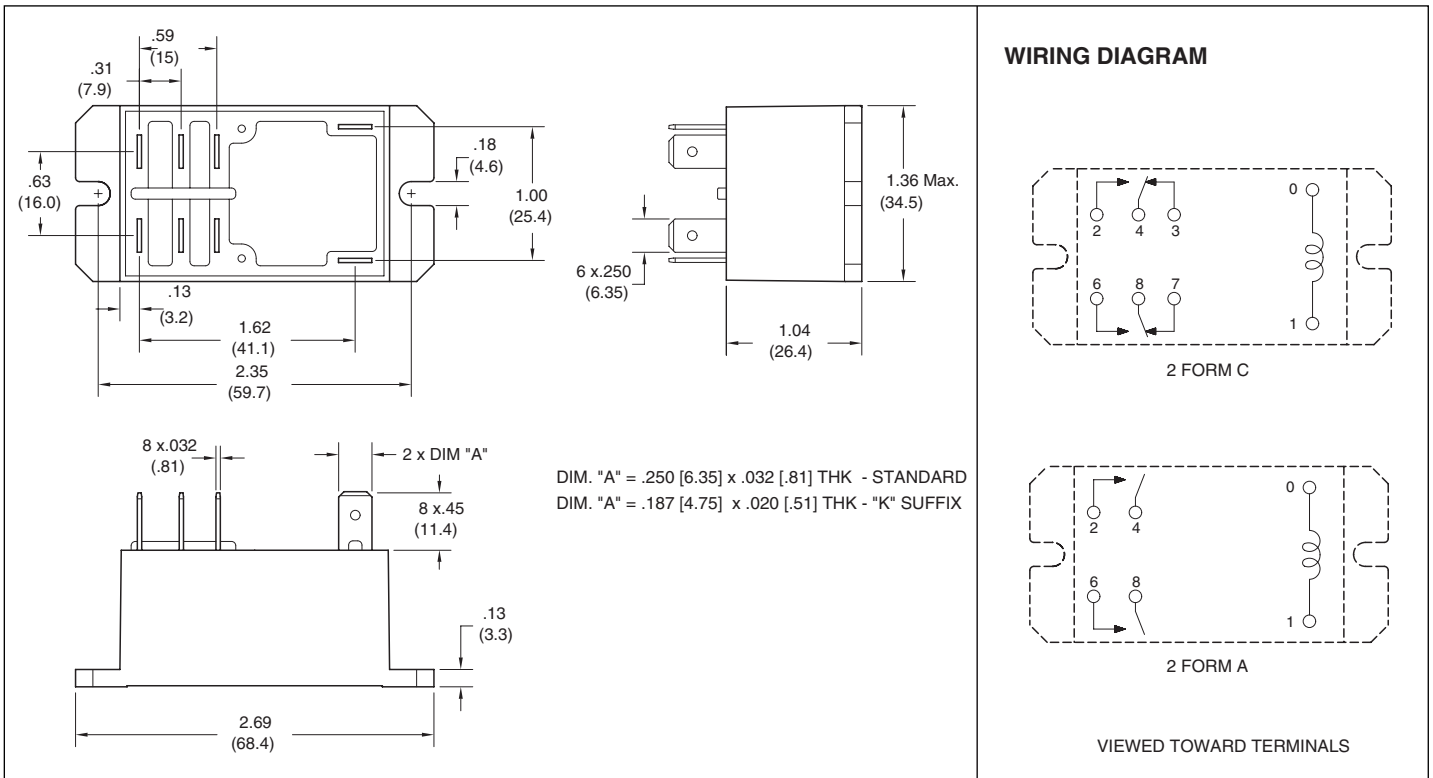 .59
(15)
.31
(7.9)
.63
(16.0)
.18
(4.6)
1.00
(25.4)
.13
(3.2)
1.62
(41.1)
2.35
(59.7)
1.36 Max.
(34.5)
6 x.250
(6.35)
1.04
(26.4)
8 x.032
(.81)
2 x DIM "A"
8 x.45
(11.4)
.13
(3.3)
2.69
(68.4)
DIM. "A" = .250 [6.35] x .032 [.81] THK - STANDARD
DIM. "A" = .187 [4.75] x .020 [.51] THK - "K" SUFFIX
WIRING DIAGRAM
0
2 4 3
6 8 7
1
2 FORM C
0
2 4
6 8
1
2 FORM A
VIEWED TOWARD TERMINALS